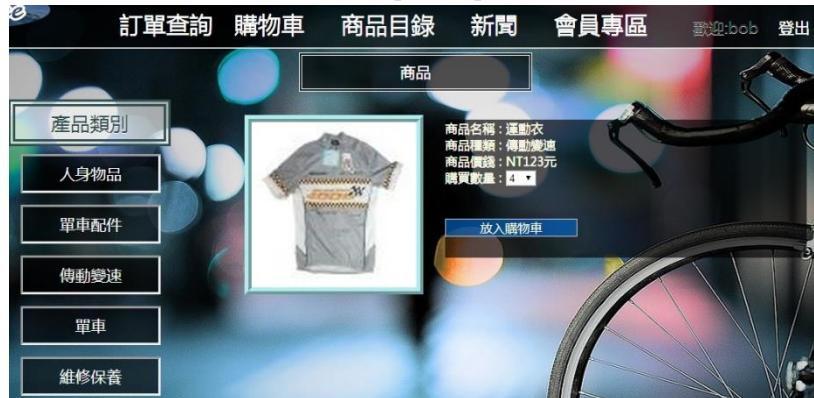 訂單查詢 購物車 商品目錄 新聞 會員專區 歡迎:bob 登出
商品
產品類別
人身物品
單車配件
傳動變速
單車
維修保養
商品名稱：運動衣
商品種類：傳動變速
商品價錢：NT123元
購買數量：4
放入購物車